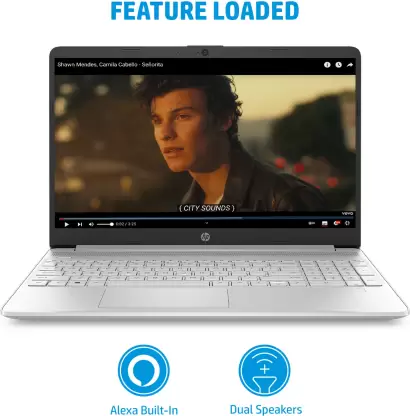 FEATURE LOADED
Shawn Mendes, Camila Cabello - Señorita
( CITY SOUNDS )
0:02 / 3:25
vevo
hp
Alexa Built-In
Dual Speakers